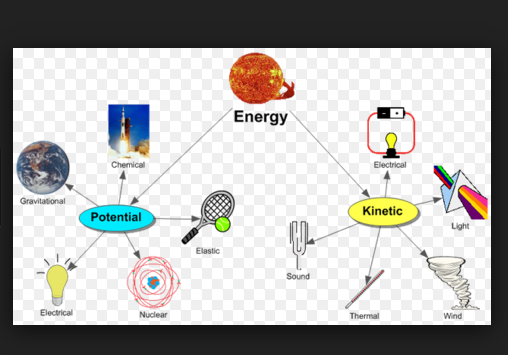 Energy
Chemical
Electrical
Gravitational
Potential
Kinetic
Light
Elastic
Sound
Electrical
Nuclear
Thermal
Wind